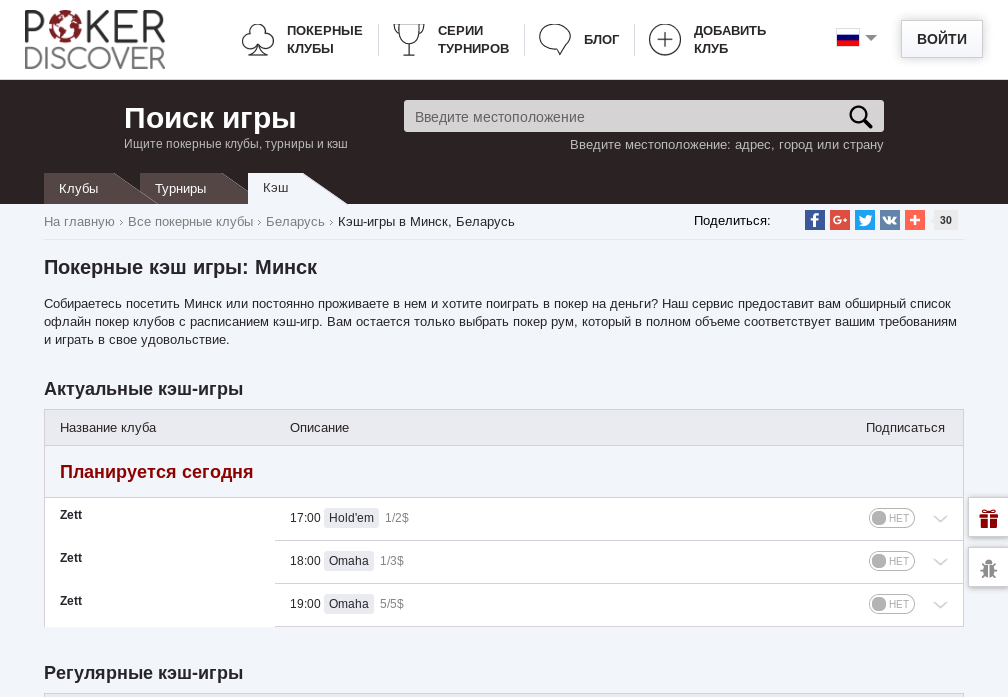 POKER
DISCOVER
ПОКЕРНЫЕ
КЛУБЫ
СЕРИИ
ТУРНИРОВ
БЛОГ
ДОБАВИТЬ
КЛУБ
ВОЙТИ
Поиск игры
Ищите покерные клубы, турниры и кэш
Введите местоположение
Введите местоположение: адрес, город или страну
Клубы
Турниры
Кэш
На главную › Все покерные клубы › Беларусь › Кэш-игры в Минск, Беларусь
Поделиться:
30
Покерные кэш игры: Минск
Собираетесь посетить Минск или постоянно проживаете в нем и хотите поиграть в покер на деньги? Наш сервис предоставит вам обширный список
офлайн покер клубов с расписанием кэш-игр. Вам остается только выбрать покер рум, который в полном объеме соответствует вашим требованиям
и играть в свое удовольствие.
Актуальные кэш-игры
Название клуба Описание Подписаться
Планируется сегодня
Zett 17:00 Hold'em 1/2$ НЕТ
Zett 18:00 Omaha 1/3$ НЕТ
Zett 19:00 Omaha 5/5$ НЕТ
Регулярные кэш-игры